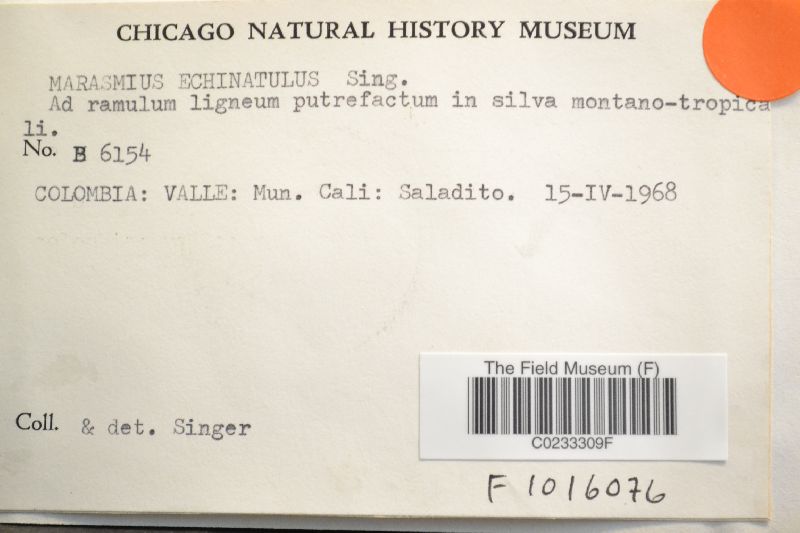 CHICAGO NATURAL HISTORY MUSEUM
MARASMIUS ECHINATULUS Sing.
Ad ramulum ligneum putrefactum in silva montano-tropica
li.
No. B 6154
COLOMBIA: VALLE: Mun. Cali: Saladito. 15-IV-1968
The Field Museum (F)
C0233309F
Coll. & det. Singer
F 1016076